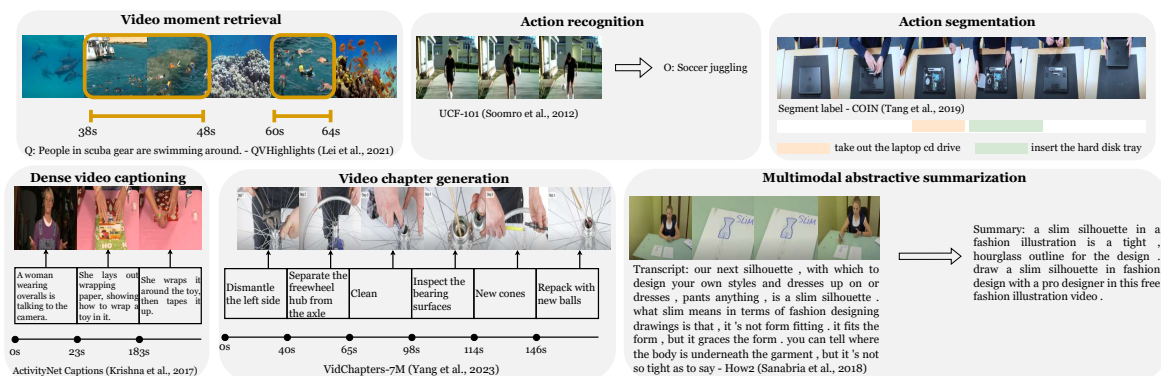 Video moment retrieval
38s
48s
60s
64s
Q: People in scuba gear are swimming around. - QVHighlights (Lei et al., 2021)
Action recognition
O: Soccer juggling
UCF-101 (Soomro et al., 2012)
Action segmentation
Segment label - COIN (Tang et al., 2019)
take out the laptop cd drive
insert the hard disk tray
Dense video captioning
A woman
wearing
overalls is
talking to the
camera.
She lays out
wrapping
paper, showing
how to wrap a
toy in it.
She wraps it
around the toy,
then tapes it
up.
0s
23s
183s
ActivityNet Captions (Krishna et al., 2017)
Video chapter generation
Dismantle
the left side
Separate the
freewheel
hub from
the axle
Clean
Inspect the
bearing
surfaces
New cones
Repack with
new balls
0s
40s
65s
98s
114s
146s
VidChapters-7M (Yang et al., 2023)
Multimodal abstractive summarization
SLIM
SLIM
Transcript: our next silhouette , with which to
design your own styles and dresses up on or
dresses , pants anything , is a slim silhouette .
what slim means in terms of fashion designing
drawings is that , it 's not form fitting . it fits the
form , but it graces the form . you can tell where
the body is underneath the garment , but it 's not
so tight as to say - How2 (Sanabria et al., 2018)
Summary: a slim silhouette in a
fashion illustration is a tight ,
hourglass outline for the design .
draw a slim silhouette in fashion
design with a pro designer in this free
fashion illustration video .